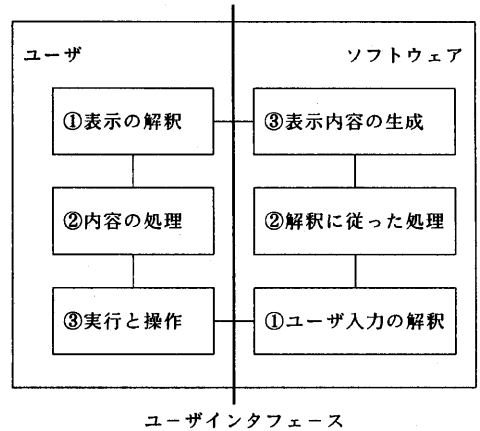 ユーザ
ソフトウェア
①表示の解釈
③表示内容の生成
②内容の処理
②解釈に従った処理
③実行と操作
①ユーザ入力の解釈
ユーザインタフェース